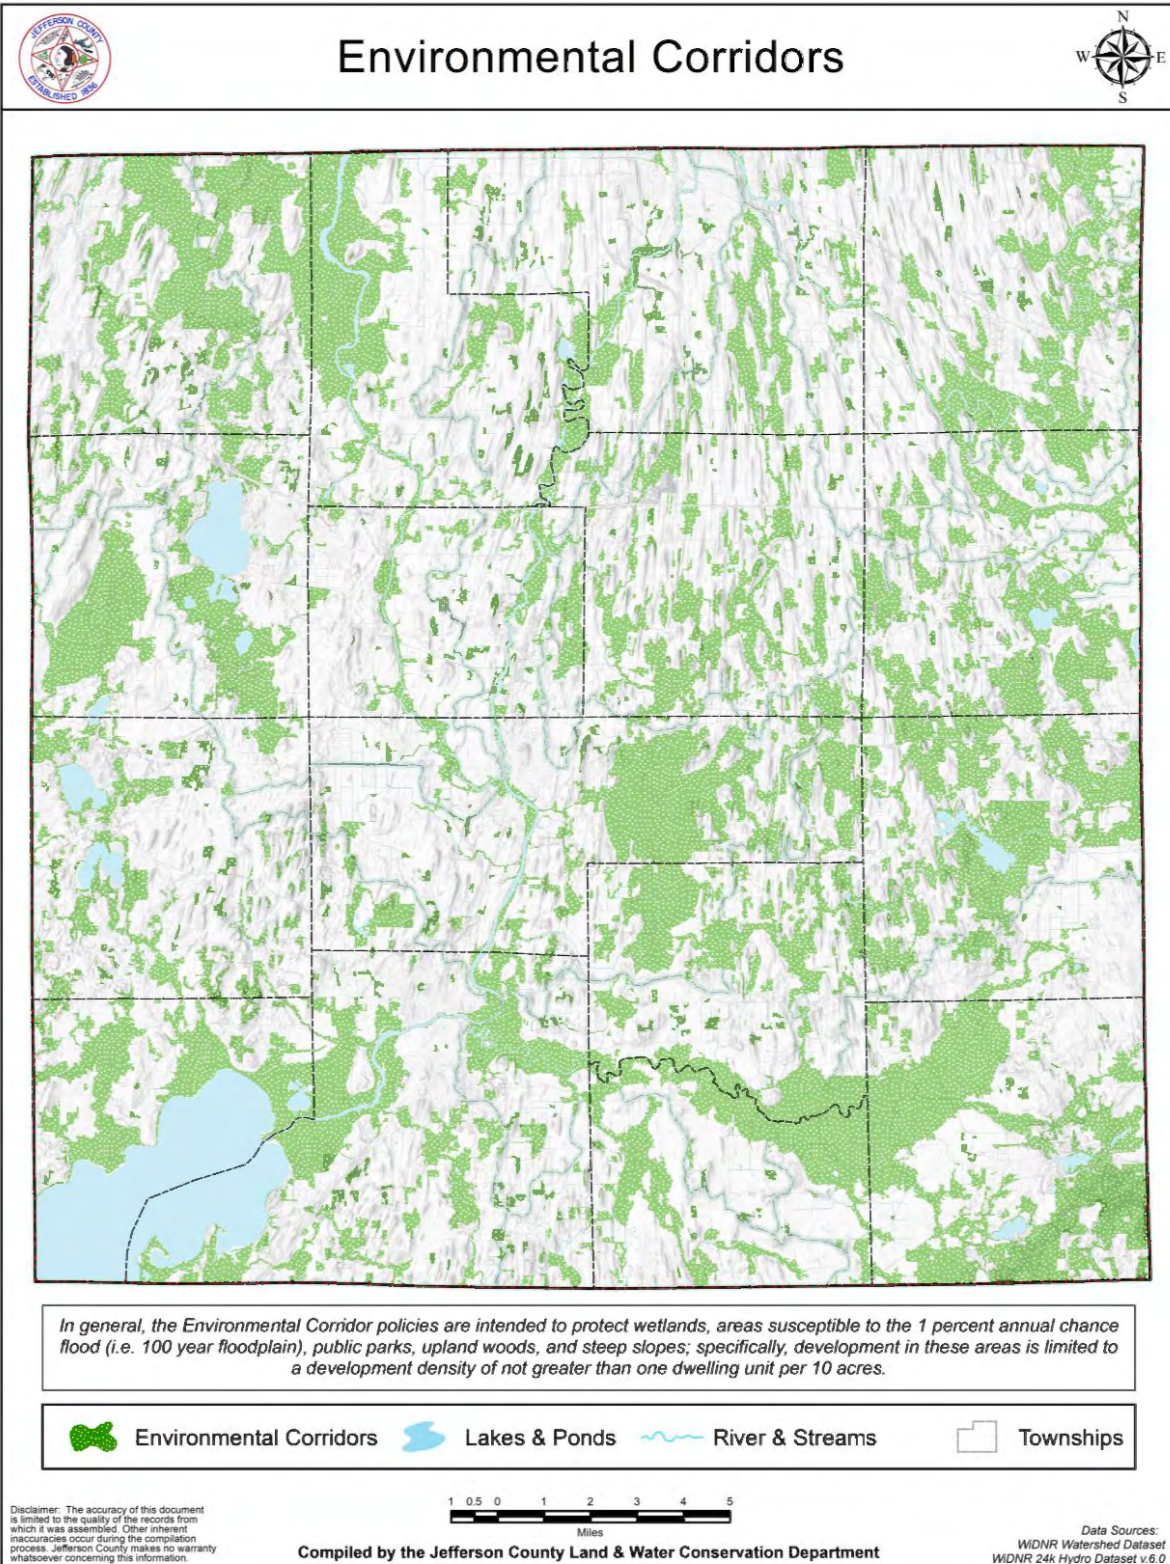 JEFFERSON COUNTY
ESTABLISHED 1836
Environmental Corridors
N
W
E
S
In general, the Environmental Corridor policies are intended to protect wetlands, areas susceptible to the 1 percent annual chance
flood (i.e. 100 year floodplain), public parks, upland woods, and steep slopes; specifically, development in these areas is limited to
a development density of not greater than one dwelling unit per 10 acres.
Environmental Corridors
Lakes & Ponds
River & Streams
Townships
1 0.5 0 1 2 3 4 5
Miles
Disclaimer: The accuracy of this document
is limited to the quality of the records from
which it was assembled. Other inherent
inaccuracies occur during the compilation
process. Jefferson County makes no warranty
whatsoever concerning this information.
Compiled by the Jefferson County Land & Water Conservation Department
Data Sources:
WiDNR Watershed Dataset
WiDNR 24k Hydro Dataset v.6.0